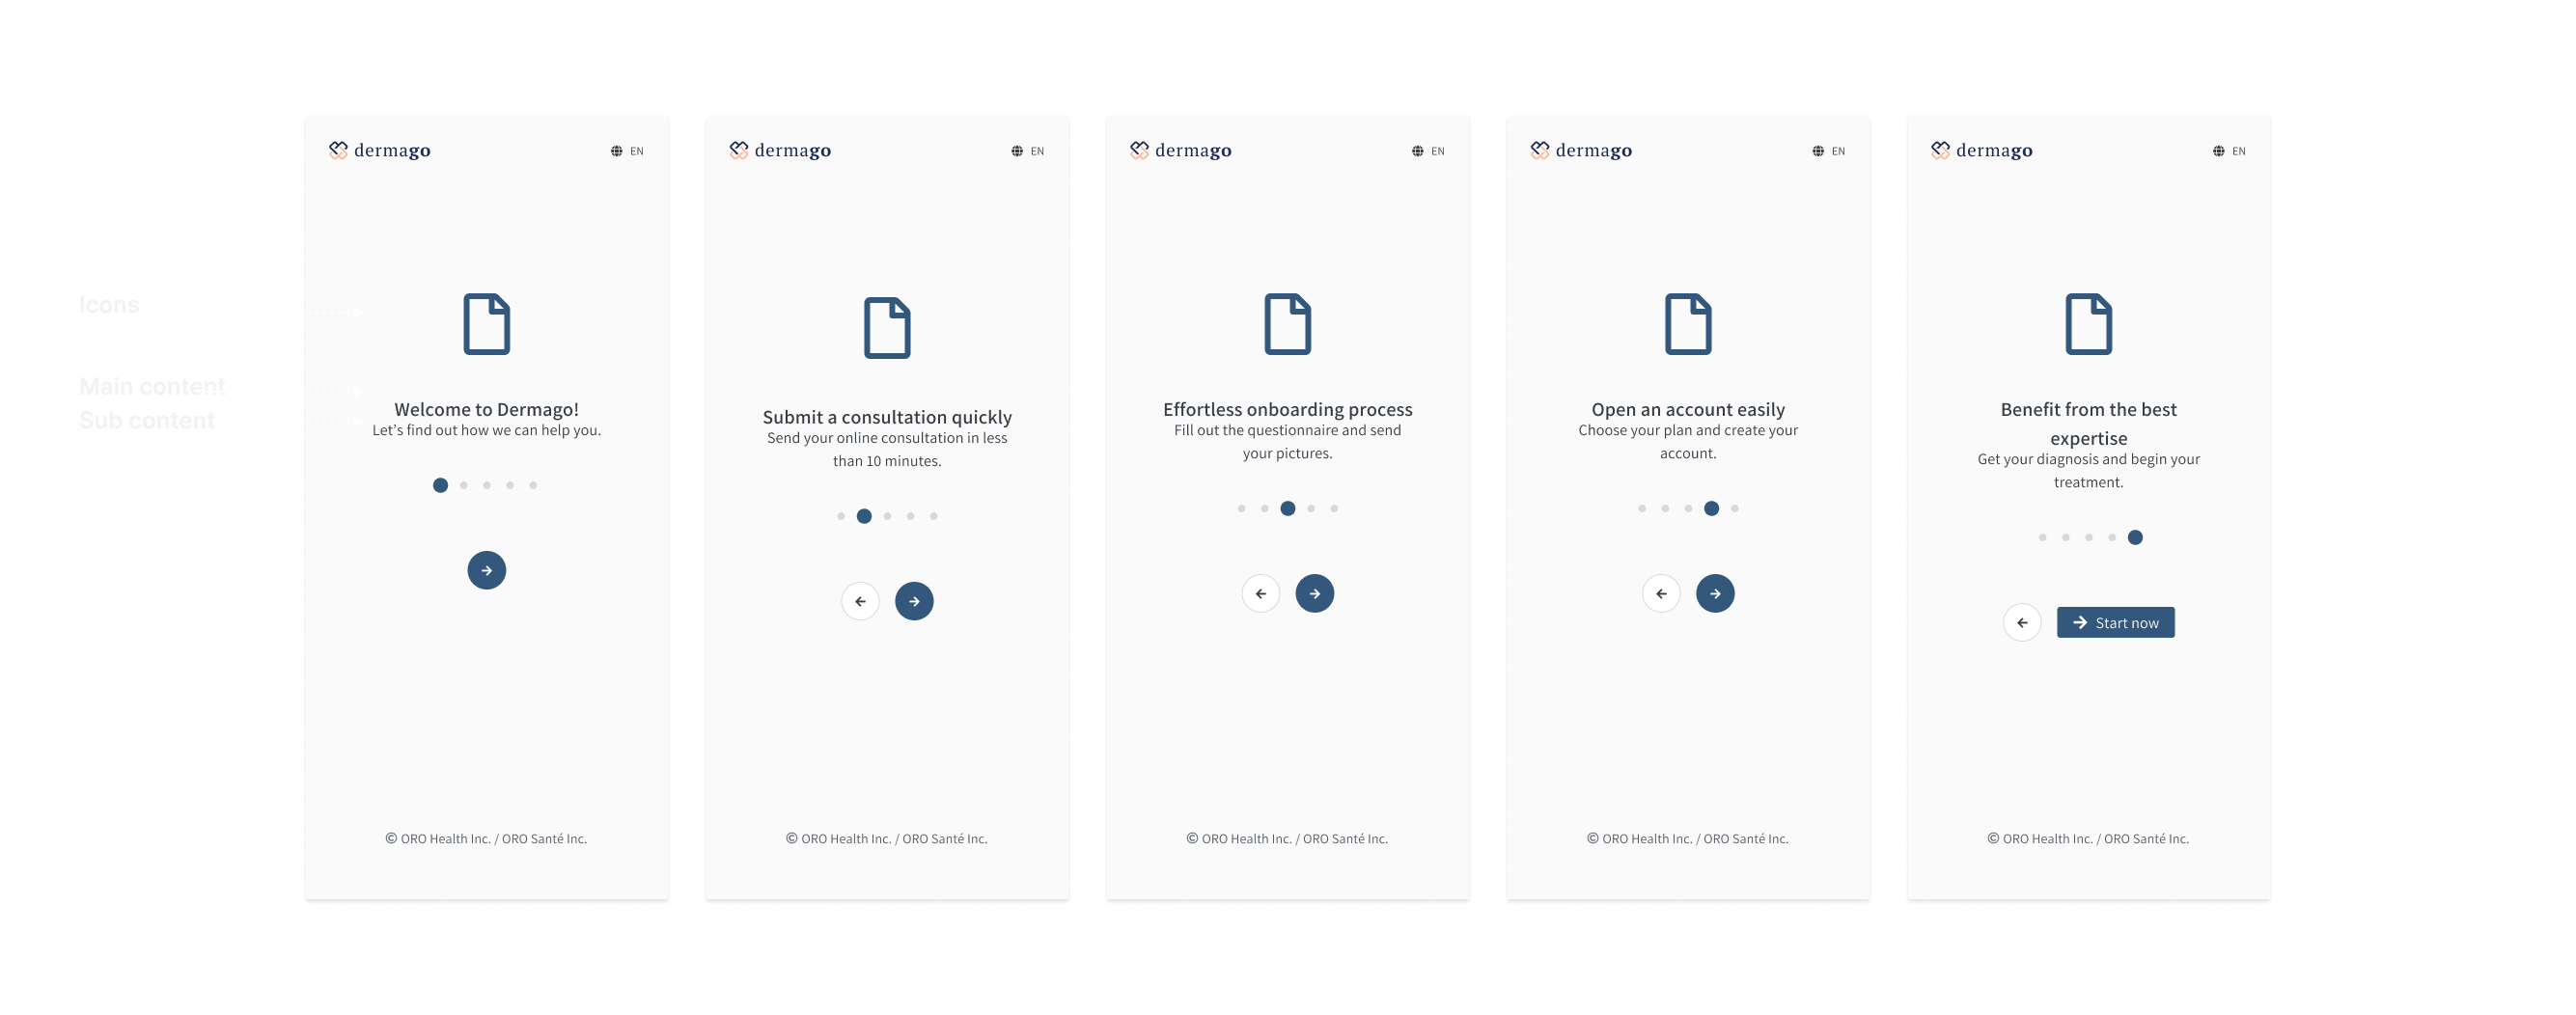 Icons
Main content
Sub content
dermago
EN
Welcome to Dermago!
Let’s find out how we can help you.
© ORO Health Inc. / ORO Santé Inc.
dermago
EN
Submit a consultation quickly
Send your online consultation in less
than 10 minutes.
© ORO Health Inc. / ORO Santé Inc.
dermago
EN
Effortless onboarding process
Fill out the questionnaire and send
your pictures.
© ORO Health Inc. / ORO Santé Inc.
dermago
EN
Open an account easily
Choose your plan and create your
account.
© ORO Health Inc. / ORO Santé Inc.
dermago
EN
Benefit from the best
expertise
Get your diagnosis and begin your
treatment.
Start now
© ORO Health Inc. / ORO Santé Inc.